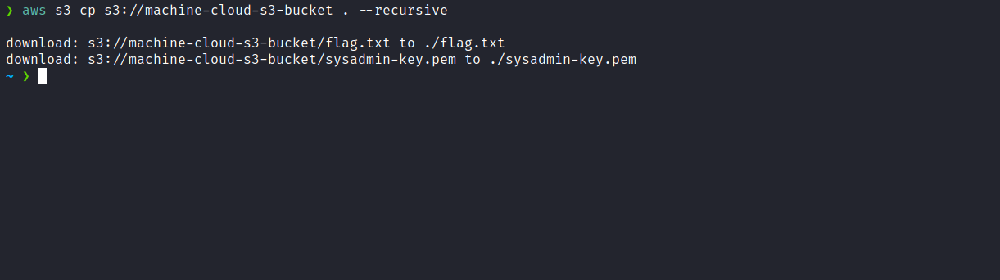 ❯ aws s3 cp s3://machine-cloud-s3-bucket . --recursive
download: s3://machine-cloud-s3-bucket/flag.txt to ./flag.txt
download: s3://machine-cloud-s3-bucket/sysadmin-key.pem to ./sysadmin-key.pem
~ ❯